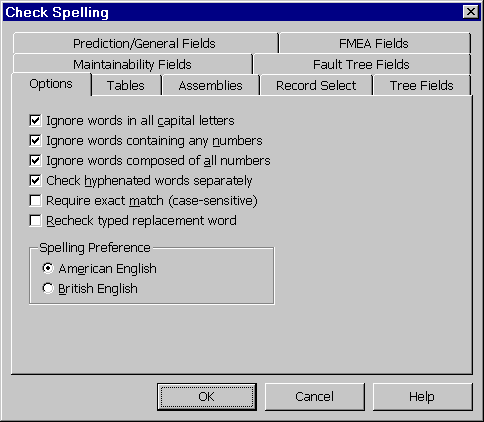 Check Spelling
Prediction/General Fields FMEA Fields
Maintainability Fields Fault Tree Fields
Options Tables Assemblies Record Select Tree Fields
Ignore words in all capital letters
Ignore words containing any numbers
Ignore words composed of all numbers
Check hyphenated words separately
Require exact match (case-sensitive)
Recheck typed replacement word
Spelling Preference
American English
British English
OK Cancel Help